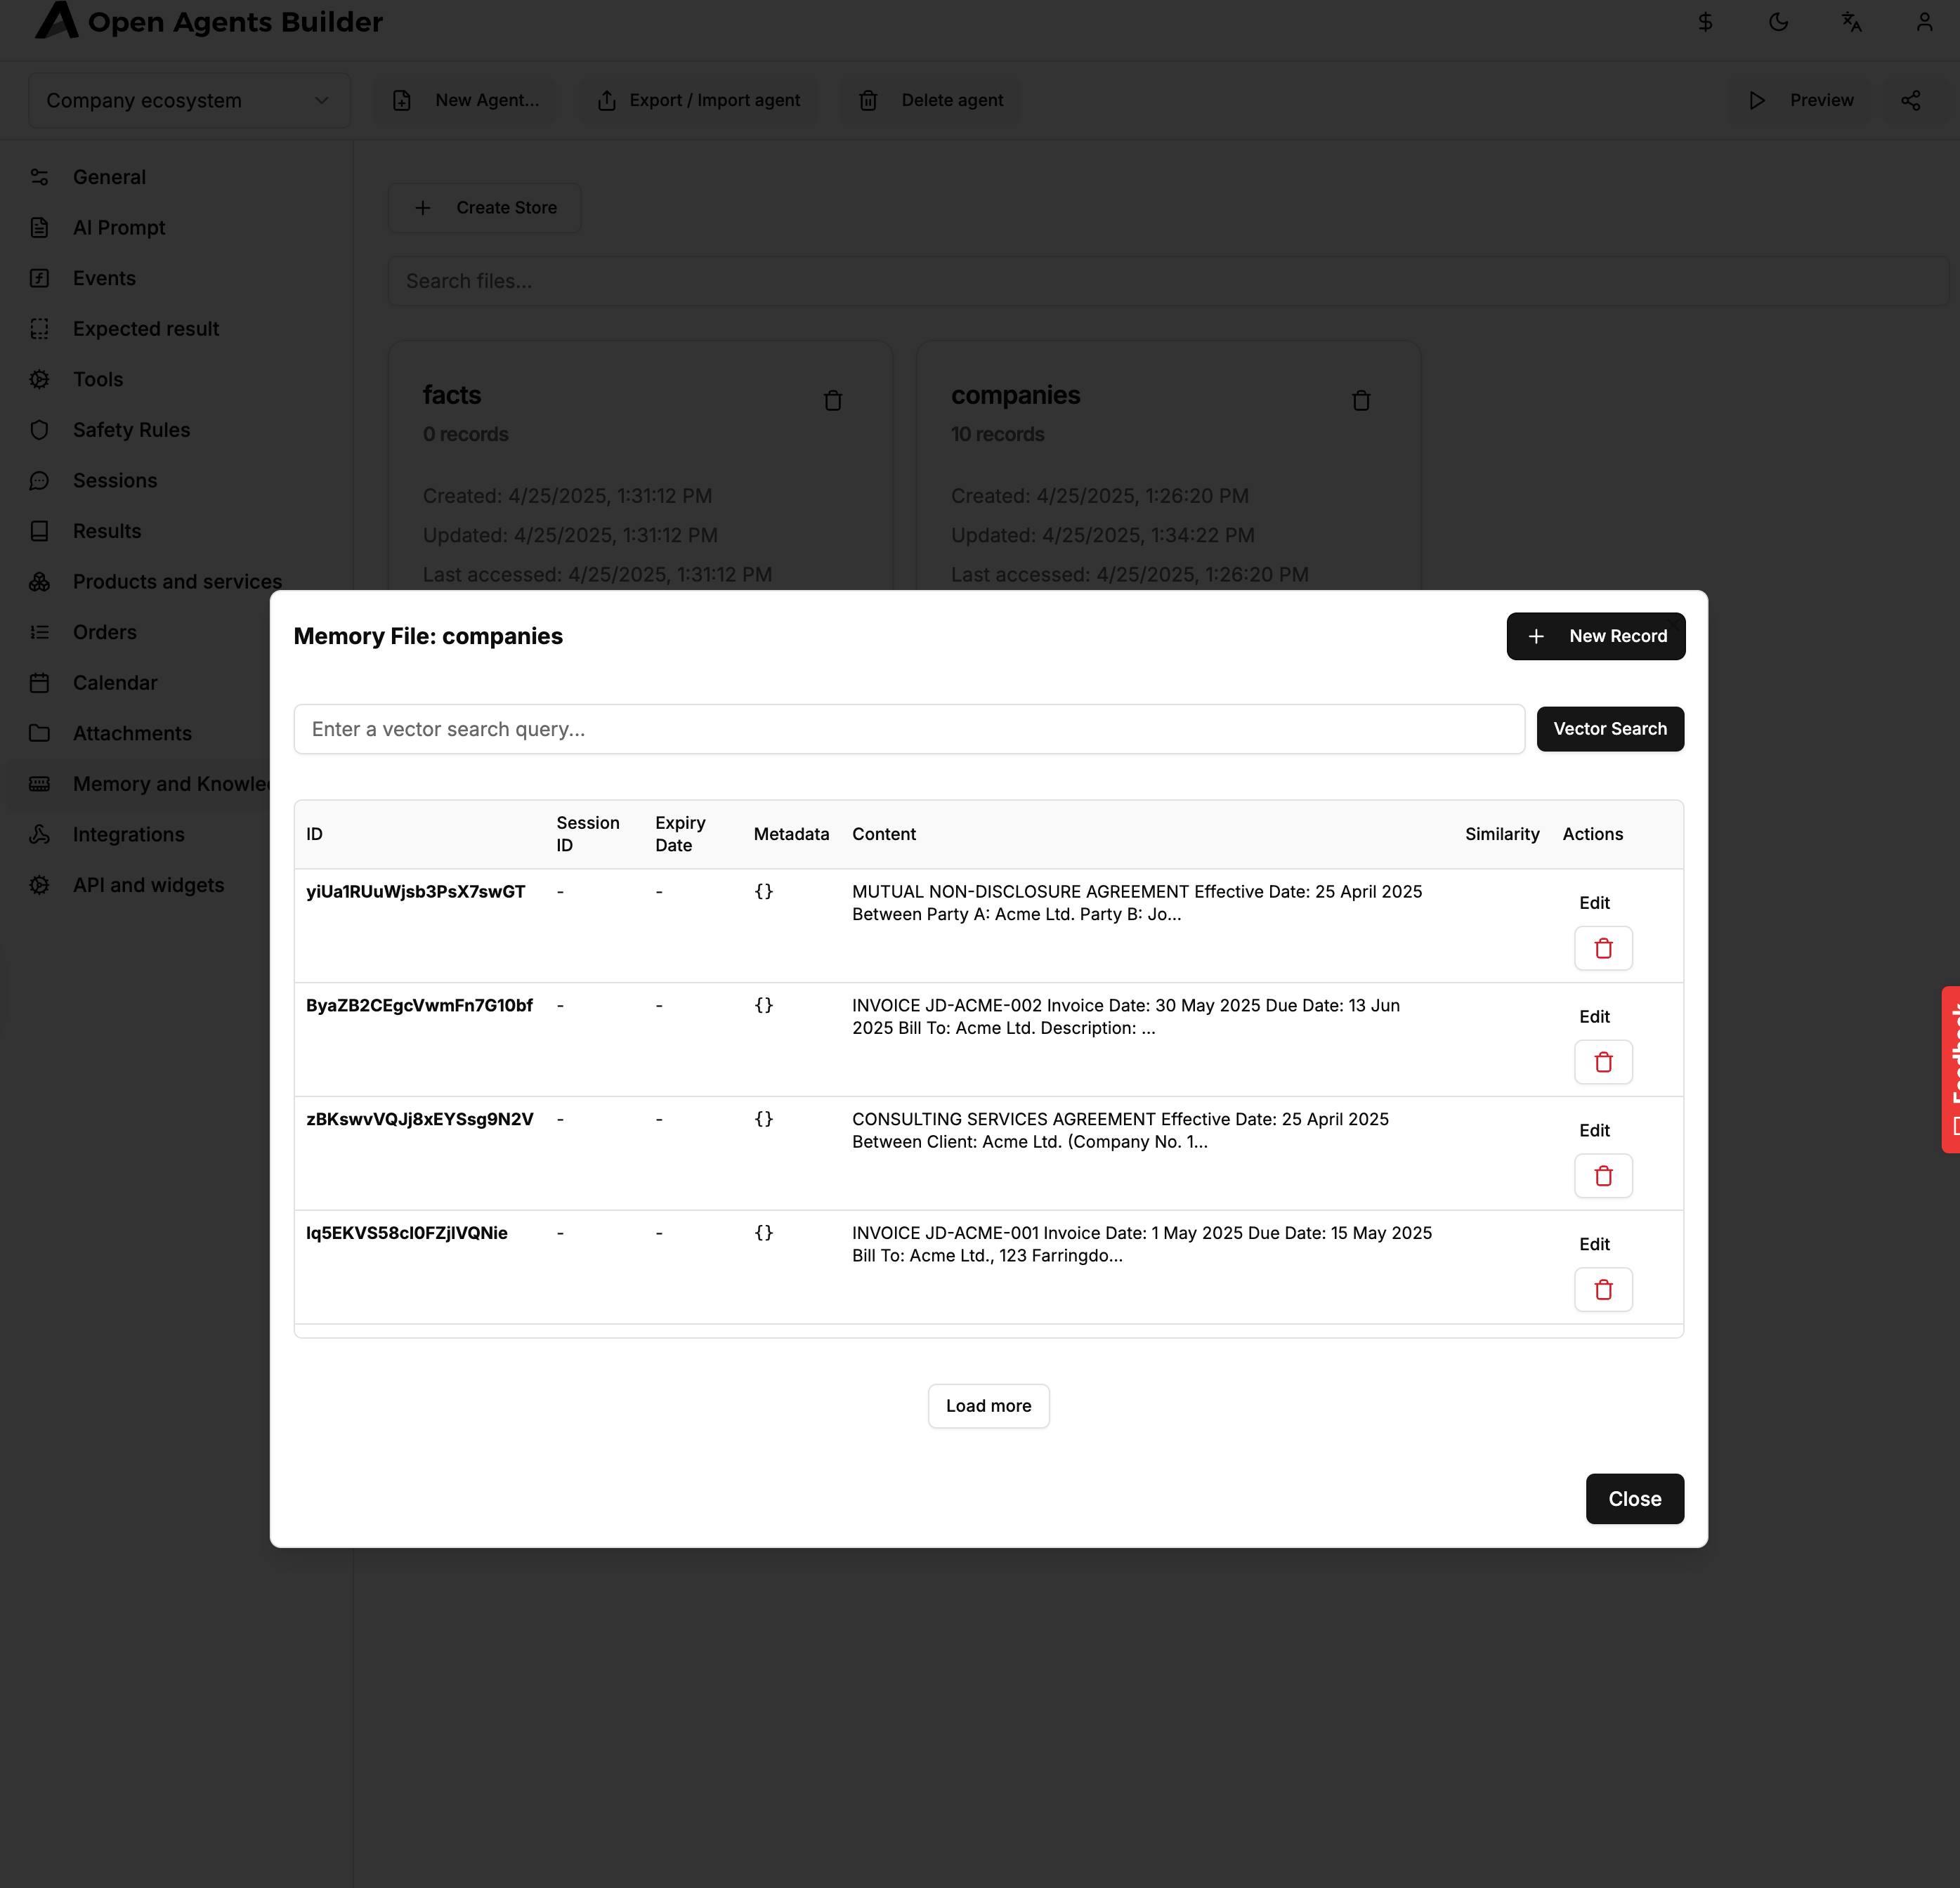 Open Agents Builder
Company ecosystem
New Agent...
Export / Import agent
Delete agent
Preview
General
AI Prompt
Events
Expected result
Tools
Safety Rules
Sessions
Results
Products and services
Orders
Calendar
Attachments
Memory and Knowle
Integrations
API and widgets
Create Store
Search files...
facts
0 records
Created: 4/25/2025, 1:31:12 PM
Updated: 4/25/2025, 1:31:12 PM
Last accessed: 4/25/2025, 1:31:12 PM
companies
10 records
Created: 4/25/2025, 1:26:20 PM
Updated: 4/25/2025, 1:34:22 PM
Last accessed: 4/25/2025, 1:26:20 PM
Memory File: companies
New Record
Enter a vector search query...
Vector Search
ID
Session
ID
Expiry
Date
Metadata
Content
Similarity
Actions
yiUa1RUuWjsb3PsX7swGT
-
-
{}
MUTUAL NON-DISCLOSURE AGREEMENT Effective Date: 25 April 2025
Between Party A: Acme Ltd. Party B: Jo...
Edit
ByaZB2CEgcVwmFn7G10bf
-
-
{}
INVOICE JD-ACME-002 Invoice Date: 30 May 2025 Due Date: 13 Jun
2025 Bill To: Acme Ltd. Description: ...
Edit
zBKswvVQJj8xEYSsg9N2V
-
-
{}
CONSULTING SERVICES AGREEMENT Effective Date: 25 April 2025
Between Client: Acme Ltd. (Company No. 1...
Edit
-
-
{}
INVOICE JD-ACME-001 Invoice Date: 1 May 2025 Due Date: 15 May 2025
Bill To: Acme Ltd., 123 Farringdo...
Edit
Load more
Close
Feedback